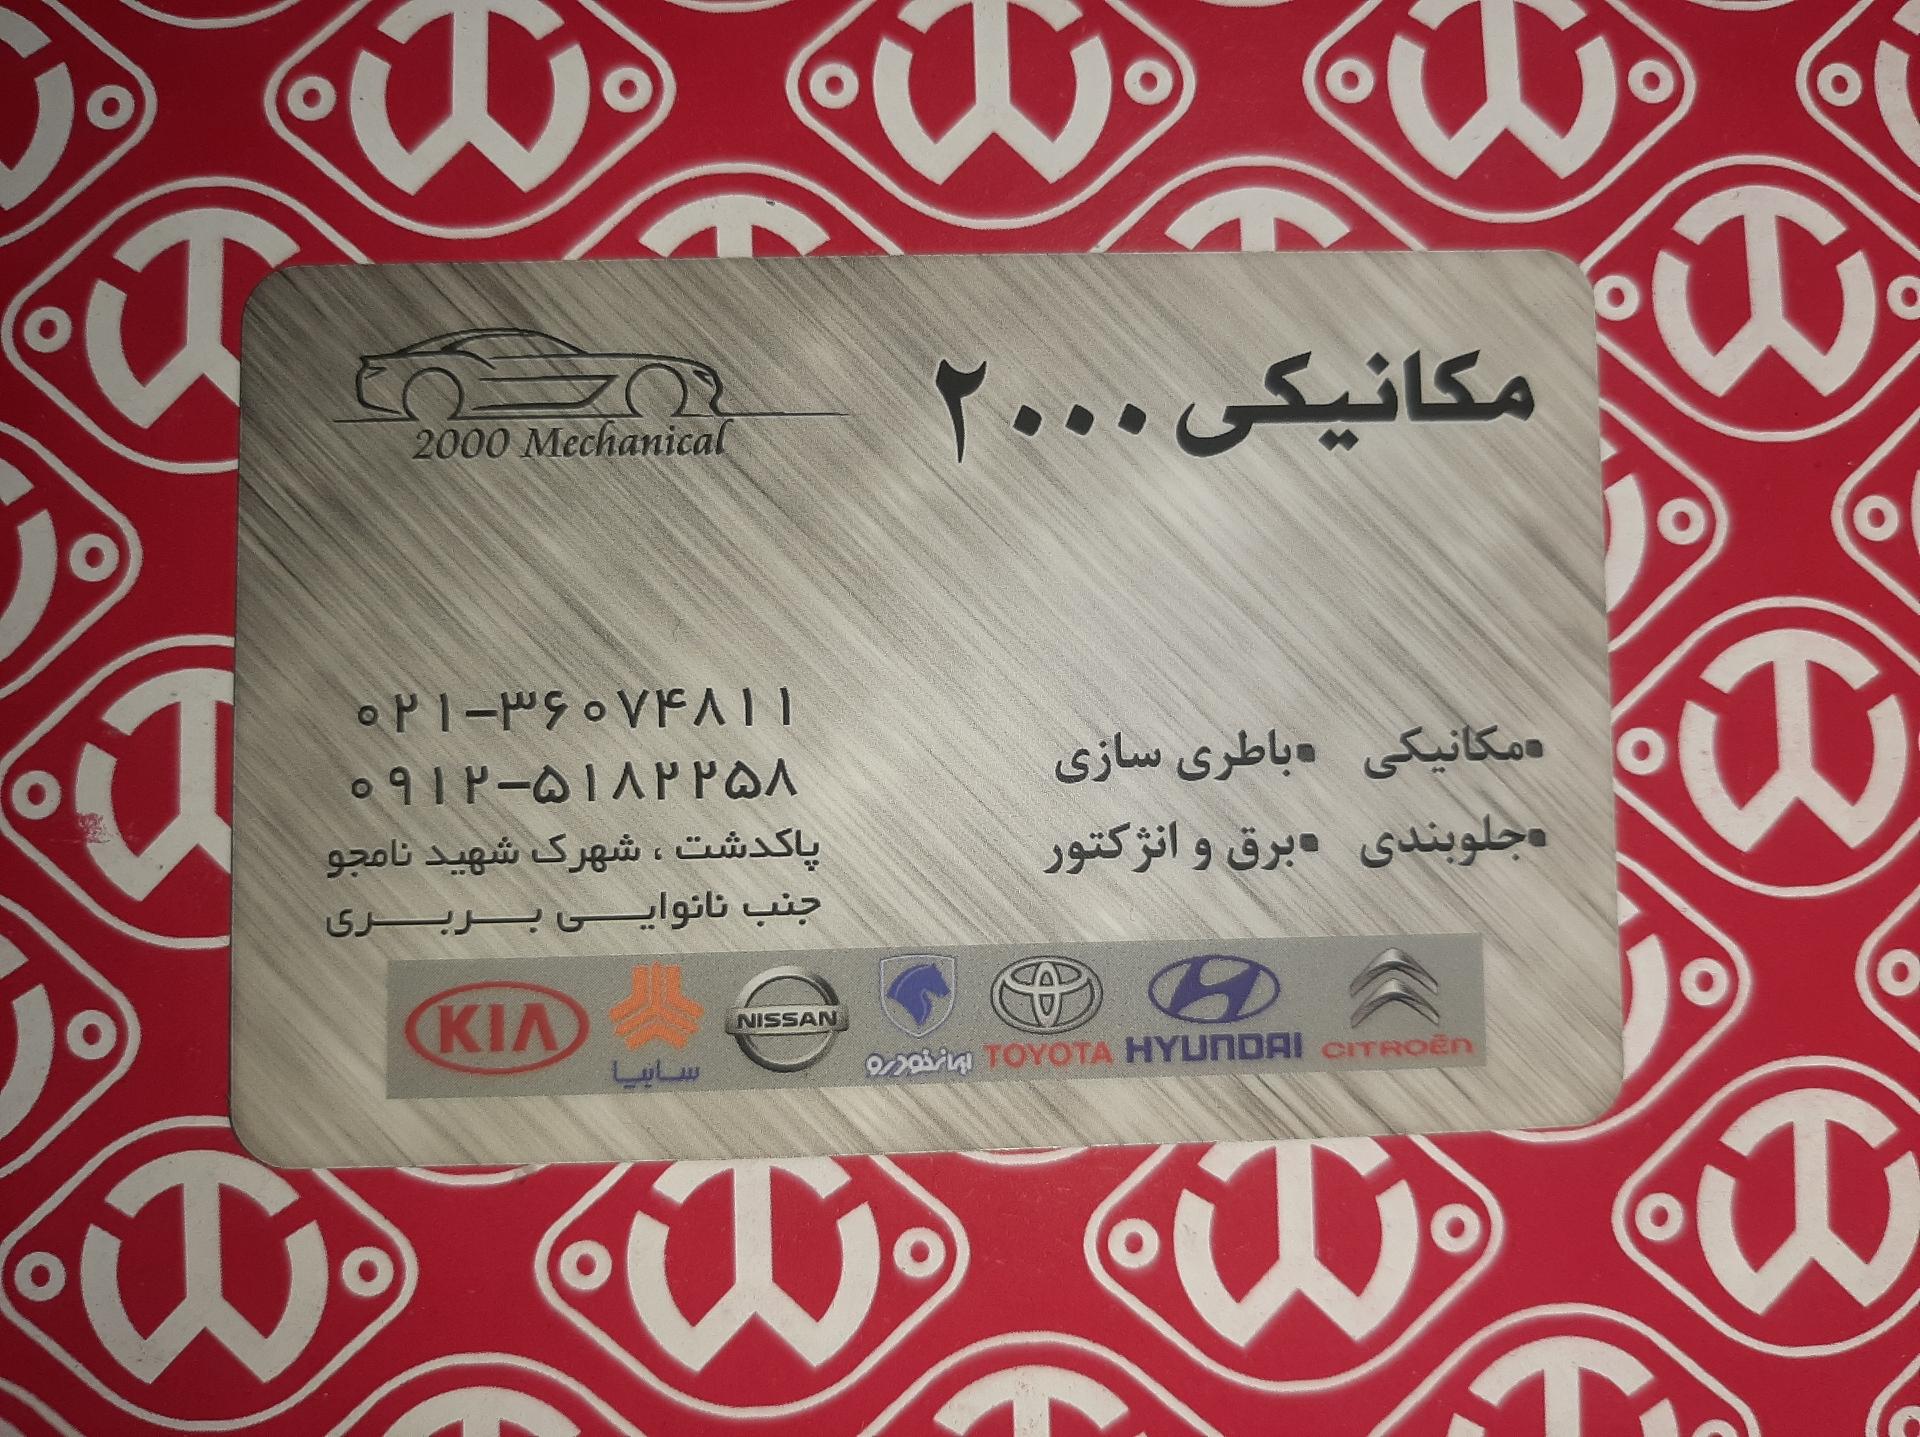 مکانیکی ۲۰۰۰
2000 Mechanical
▪مکانیکی ▪باطری سازی
▪جلوبندی ▪برق و انژکتور
۰۲۱-۳۶۰۷۴۸۱۱
۰۹۱۲-۵۱۸۲۲۵۸
پاکدشت ، شهرک شهید نامجو
جنب نانوایی بربری
KIA
سایپا
NISSAN
ایران‌خودرو
TOYOTA
HYUNDAI
CITROËN